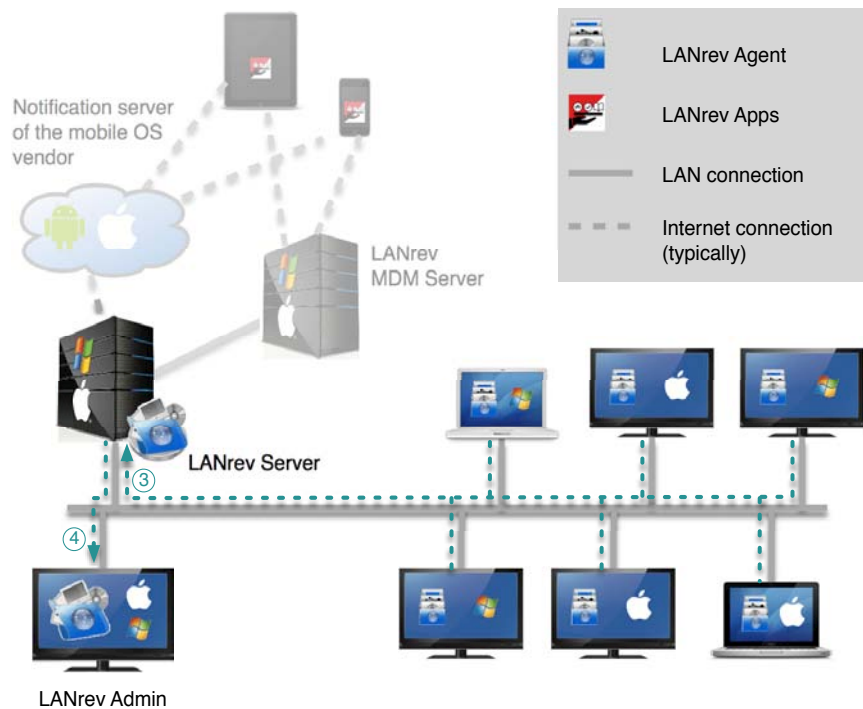 Notification server
of the mobile OS
vendor
LANrev
MDM Server
LANrev Agent
LANrev Apps
LAN connection
Internet connection
(typically)
LANrev Server
3
4
LANrev Admin